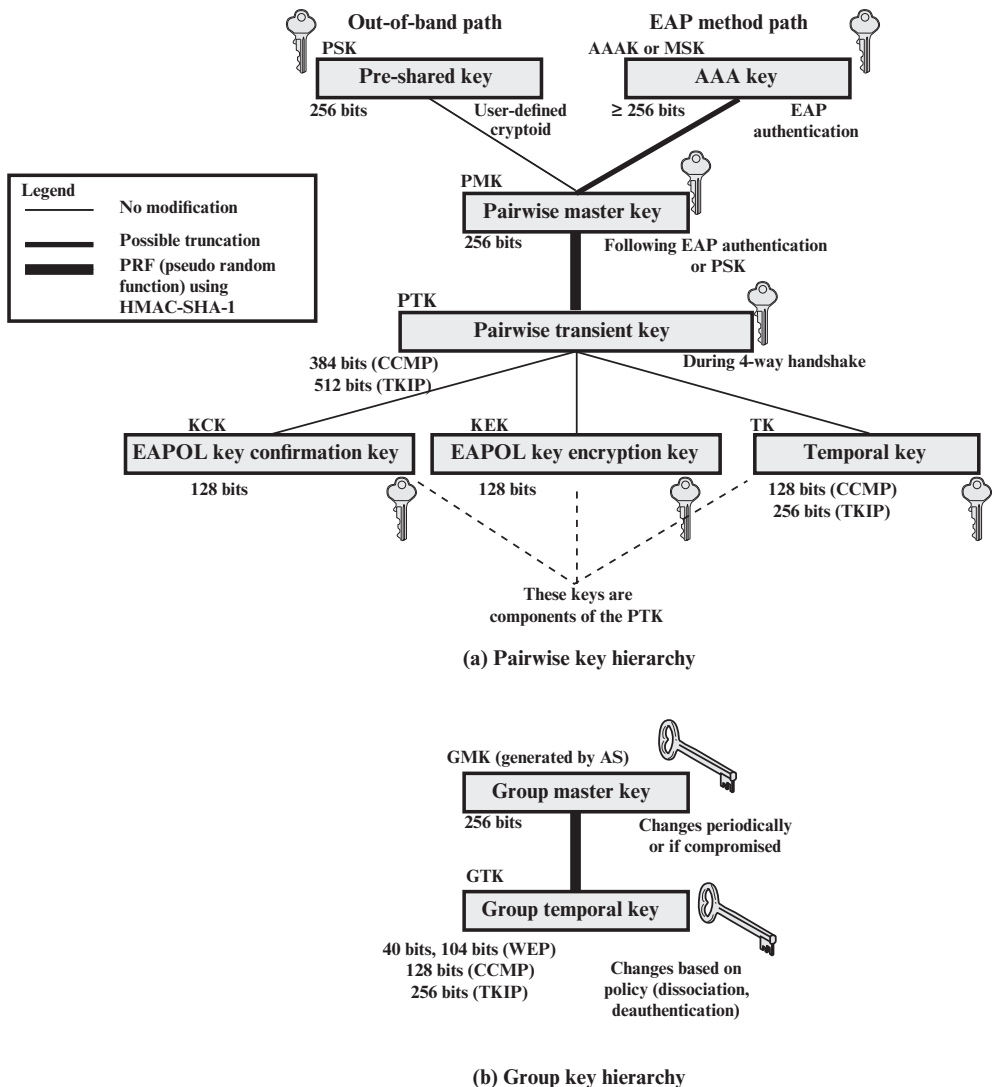 Out-of-band path
EAP method path
PSK
Pre-shared key
256 bits
User-defined
cryptoid
AAAK or MSK
AAA key
≥ 256 bits
EAP
authentication
Legend
No modification
Possible truncation
PRF (pseudo random
function) using
HMAC-SHA-1
PMK
Pairwise master key
256 bits
Following EAP authentication
or PSK
PTK
Pairwise transient key
384 bits (CCMP)
512 bits (TKIP)
During 4-way handshake
KCK
EAPOL key confirmation key
128 bits
KEK
EAPOL key encryption key
128 bits
TK
Temporal key
128 bits (CCMP)
256 bits (TKIP)
These keys are
components of the PTK
(a) Pairwise key hierarchy
GMK (generated by AS)
Group master key
256 bits
Changes periodically
or if compromised
GTK
Group temporal key
40 bits, 104 bits (WEP)
128 bits (CCMP)
256 bits (TKIP)
Changes based on
policy (dissociation,
deauthentication)
(b) Group key hierarchy